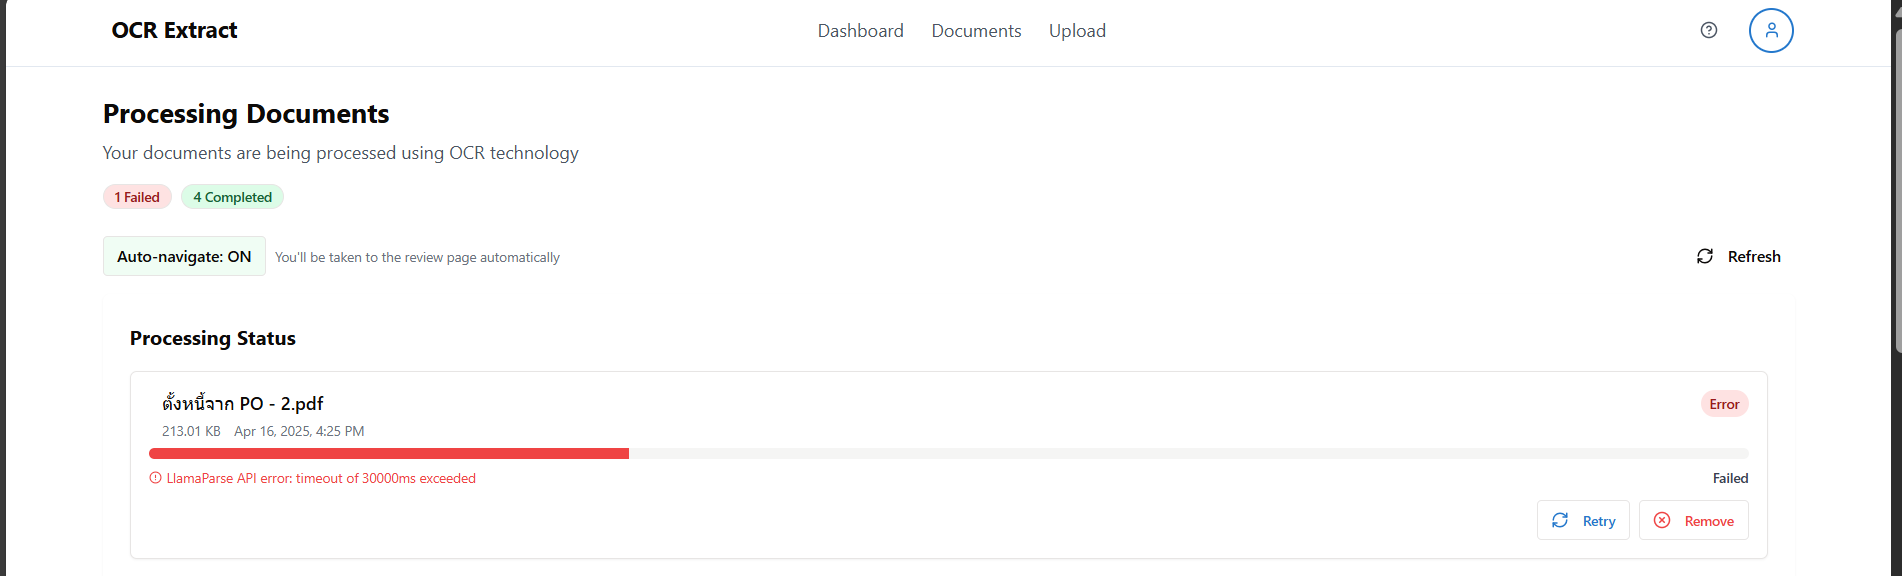 OCR Extract
Dashboard Documents Upload
Processing Documents
Your documents are being processed using OCR technology
1 Failed 4 Completed
Auto-navigate: ON You'll be taken to the review page automatically Refresh
Processing Status
ตั้งหนี้จาก PO - 2.pdf Error
213.01 KB Apr 16, 2025, 4:25 PM
LlamaParse API error: timeout of 30000ms exceeded Failed
Retry Remove